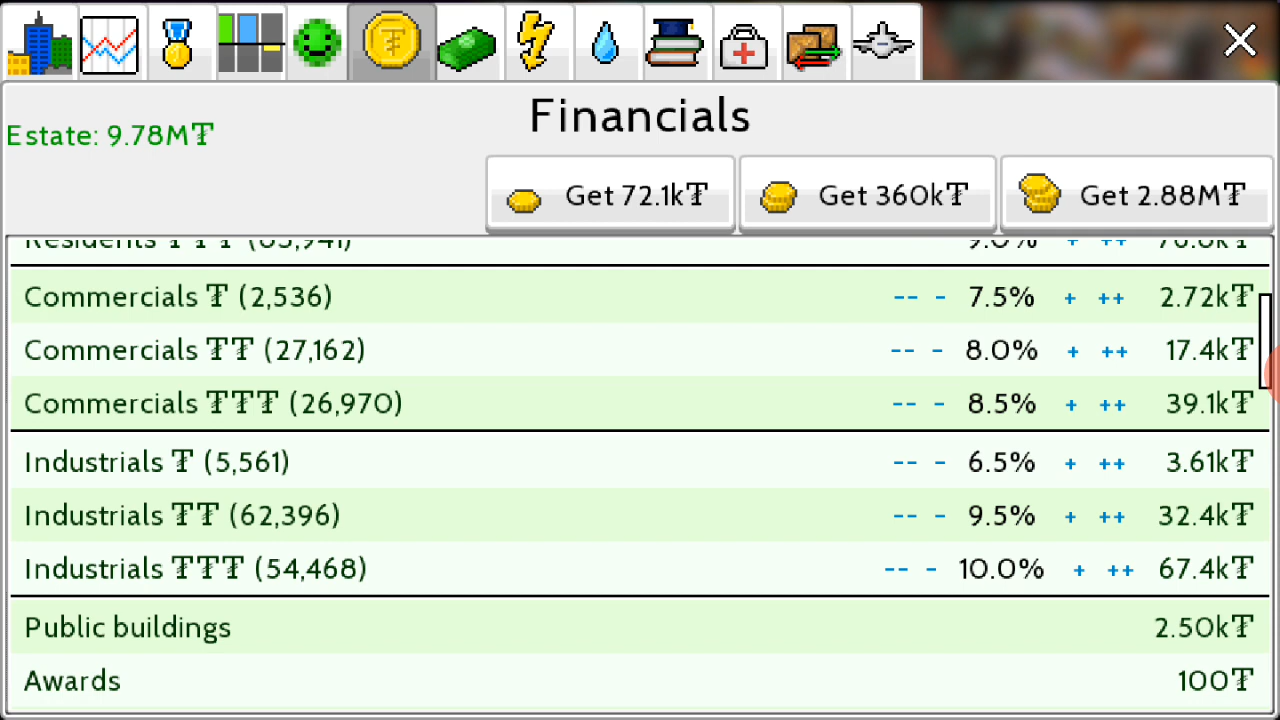 Financials
Estate: 9.78M₮
Get 72.1k₮
Get 360k₮
Get 2.88M₮
Residents ₮ ₮ ₮ 9.0% + ++
Commercials ₮ (2,536) -- - 7.5% + ++ 2.72k₮
Commercials ₮₮ (27,162) -- - 8.0% + ++ 17.4k₮
Commercials ₮₮₮ (26,970) -- - 8.5% + ++ 39.1k₮
Industrials ₮ (5,561) -- - 6.5% + ++ 3.61k₮
Industrials ₮₮ (62,396) -- - 9.5% + ++ 32.4k₮
Industrials ₮₮₮ (54,468) -- - 10.0% + ++ 67.4k₮
Public buildings 2.50k₮
Awards 100₮